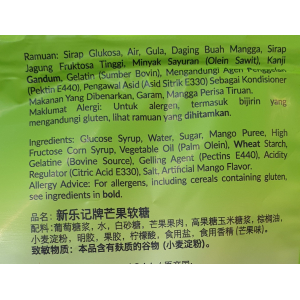 Ramuan: Sirap Glukosa, Air, Gula, Daging Buah Mangga, Sirap
Jagung Fruktosa Tinggi, Minyak Sayuran (Olein Sawit), Kanji
Gandum, Gelatin (Sumber Bovin), Mengandungi Agen Pengentalan
(Pektin E440), Pengawal Asid (Asid Sitrik E330) Sebagai Kondisioner
Makanan Yang Dibenarkan, Garam, Mangga Perisa Tiruan.
Maklumat Alergi: Untuk alergen, termasuk bijirin yang
mengandungi gluten, lihat ramuan yang dihitamkan.
Ingredients: Glucose Syrup, Water, Sugar, Mango Puree, High
Fructose Corn Syrup, Vegetable Oil (Palm Olein), Wheat Starch,
Gelatine (Bovine Source), Gelling Agent (Pectins E440), Acidity
Regulator (Citric Acid E330), Salt, Artificial Mango Flavor.
Allergy Advice: For allergens, including cereals containing gluten,
see ingredients in bold.
品名：新乐记牌芒果软糖
配料：葡萄糖浆，水，白砂糖，芒果果肉，高果糖玉米糖浆，棕榈油，
小麦淀粉，明胶，果胶，柠檬酸，食用盐，食用香精（芒果味）。
致敏物质：本品含有麸质的谷物（小麦淀粉）。